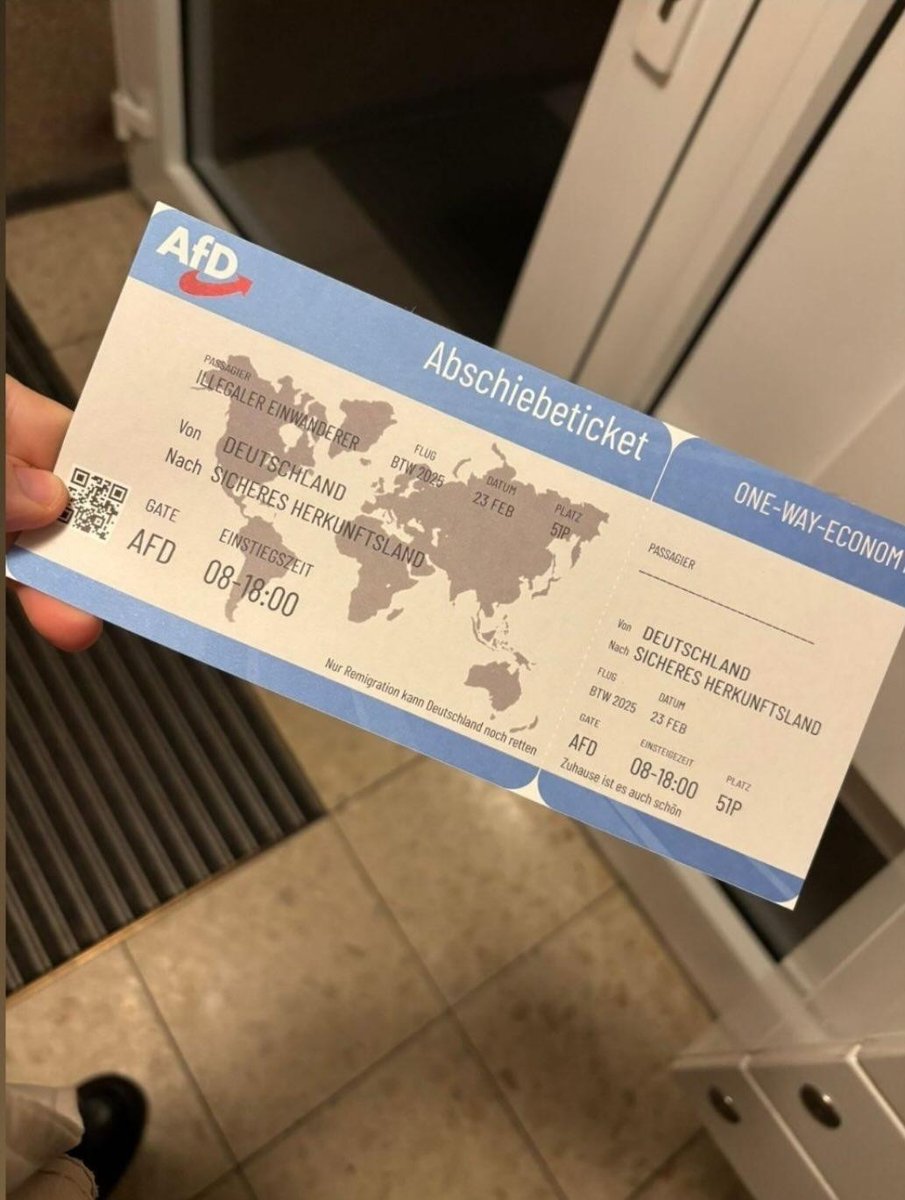 AfD
Abschiebeticket
PASSAGIER
ILLEGALER EINWANDERER
Von DEUTSCHLAND
Nach SICHERES HERKUNFTSLAND
FLUG
BTW 2025
DATUM
23 FEB
PLATZ
51P
GATE
AFD
EINSTIEGSZEIT
08-18:00
Nur Remigration kann Deutschland noch retten
ONE-WAY-ECONOMY
PASSAGIER
Von DEUTSCHLAND
Nach SICHERES HERKUNFTSLAND
FLUG
BTW 2025
DATUM
23 FEB
GATE
AFD
EINSTEIGEZEIT
08-18:00
PLATZ
51P
Zuhause ist es auch schön